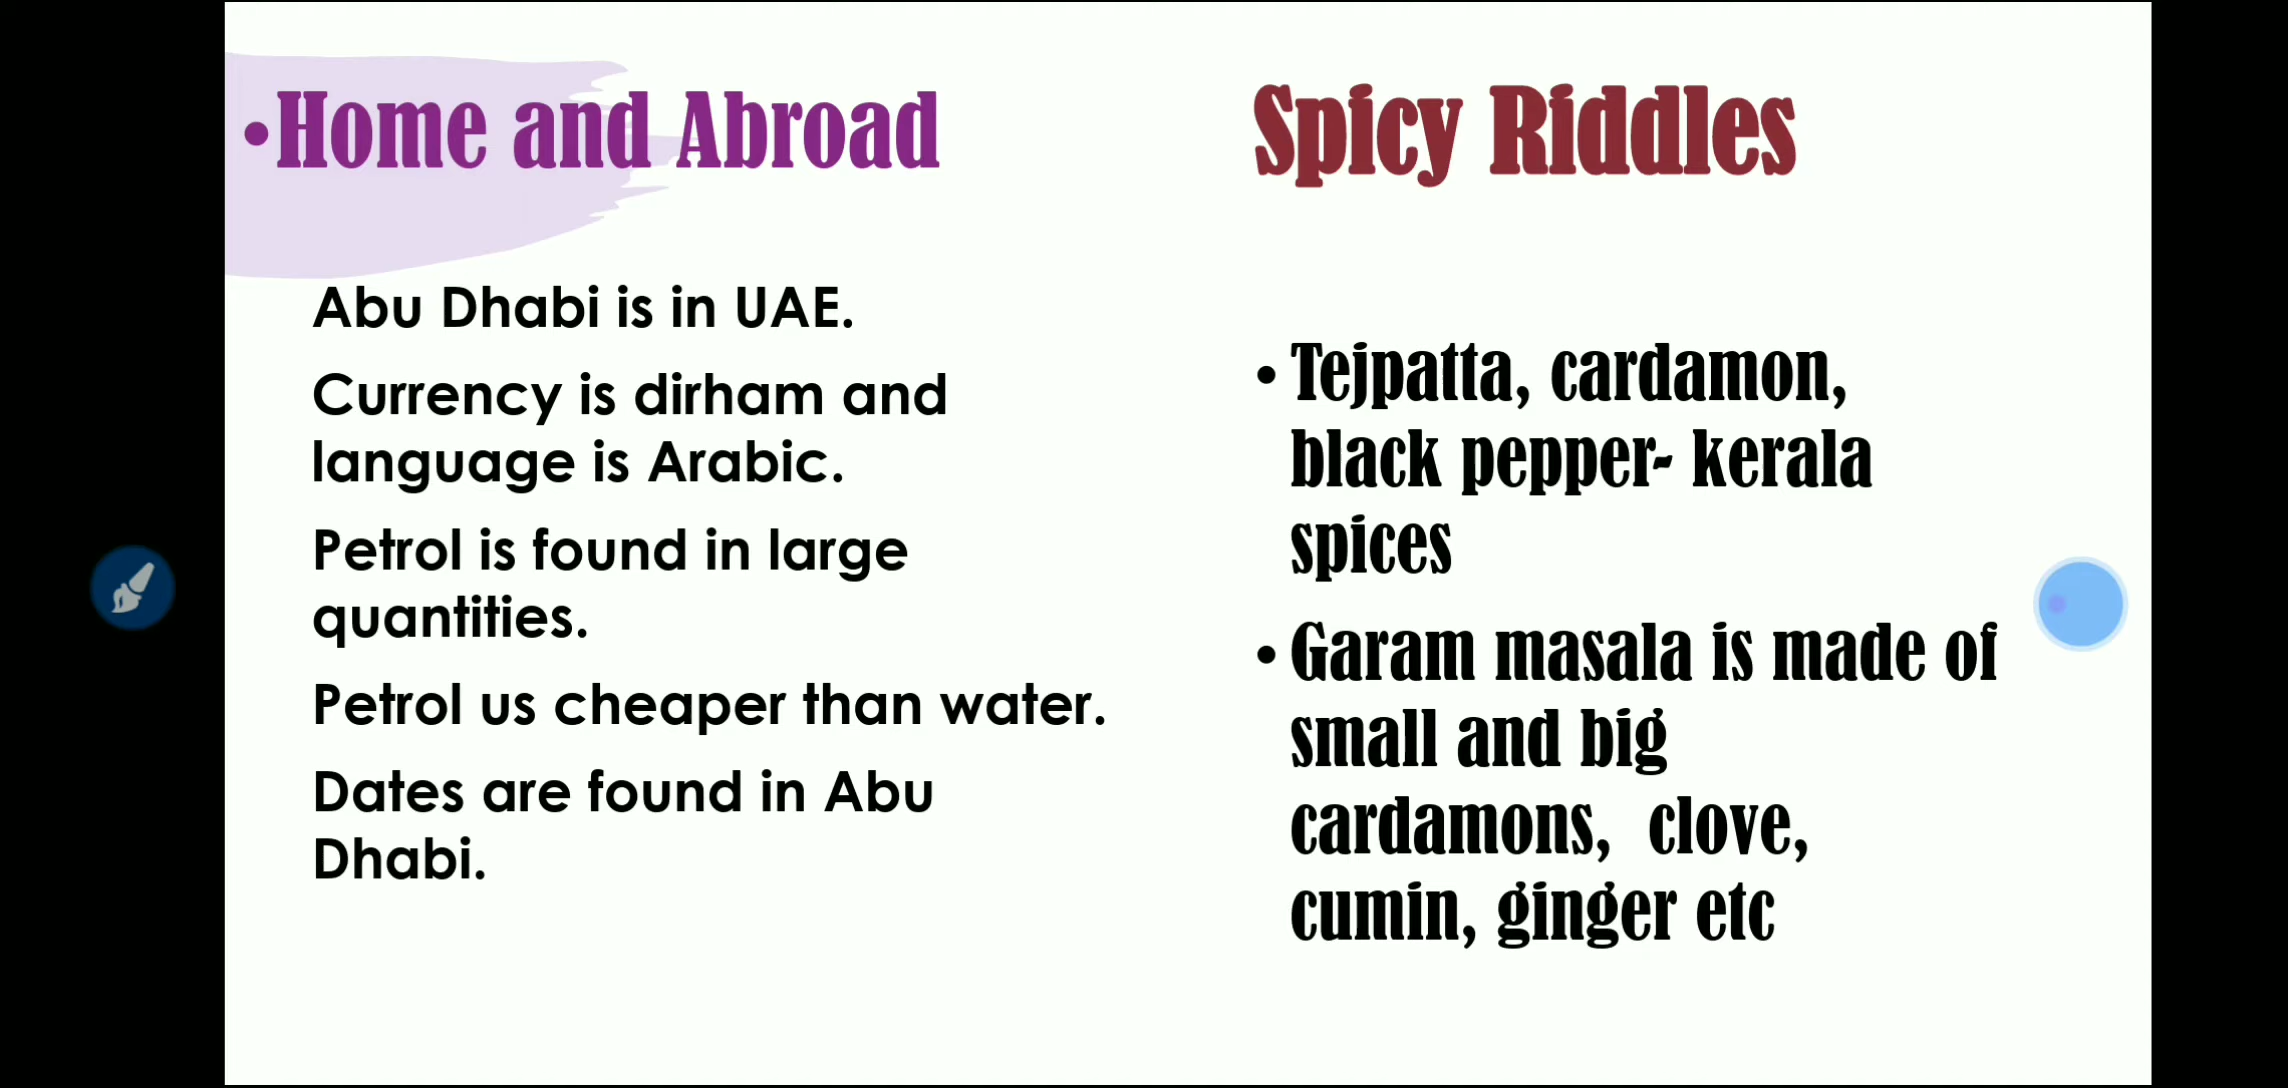 •Home and Abroad
Abu Dhabi is in UAE.
Currency is dirham and
language is Arabic.
Petrol is found in large
quantities.
Petrol us cheaper than water.
Dates are found in Abu
Dhabi.
Spicy Riddles
• Tejpatta, cardamon,
black pepper- kerala
spices
• Garam masala is made of
small and big
cardamons, clove,
cumin, ginger etc